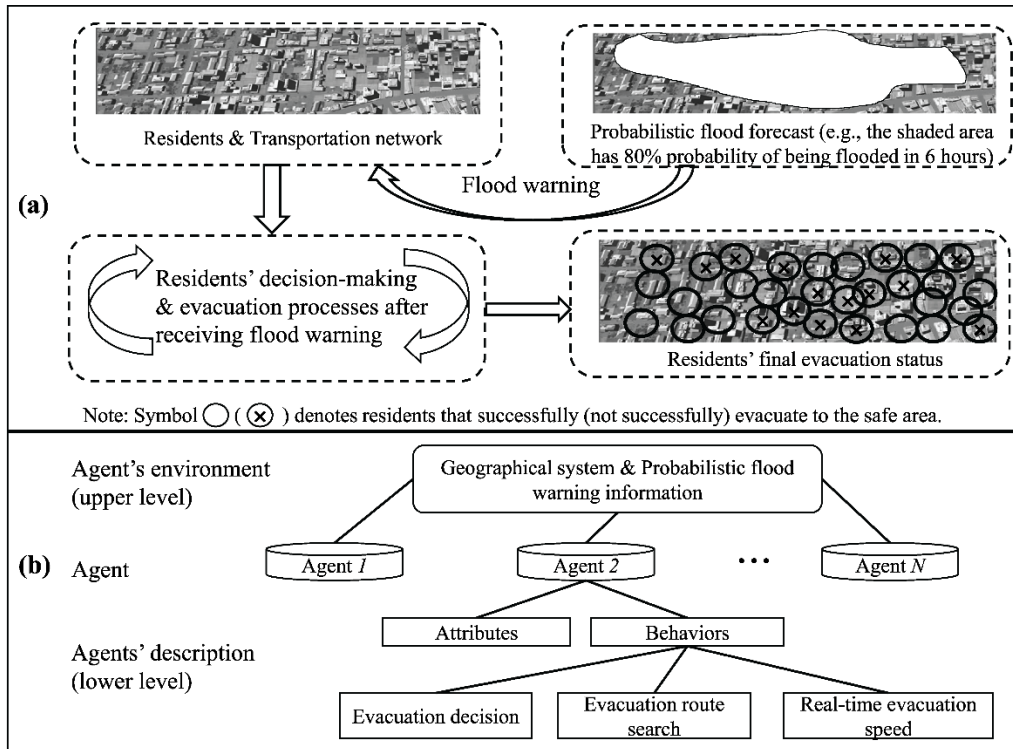 (a)
Residents & Transportation network
Probabilistic flood forecast (e.g., the shaded area
has 80% probability of being flooded in 6 hours)
Flood warning
Residents' decision-making
& evacuation processes after
receiving flood warning
Residents' final evacuation status
Note: Symbol ( ) denotes residents that successfully (not successfully) evacuate to the safe area.
(b)
Agent's environment
(upper level)
Geographical system & Probabilistic flood
warning information
Agent
Agent 1
Agent 2
...
Agent N
Agents' description
(lower level)
Attributes
Behaviors
Evacuation decision
Evacuation route
search
Real-time evacuation
speed